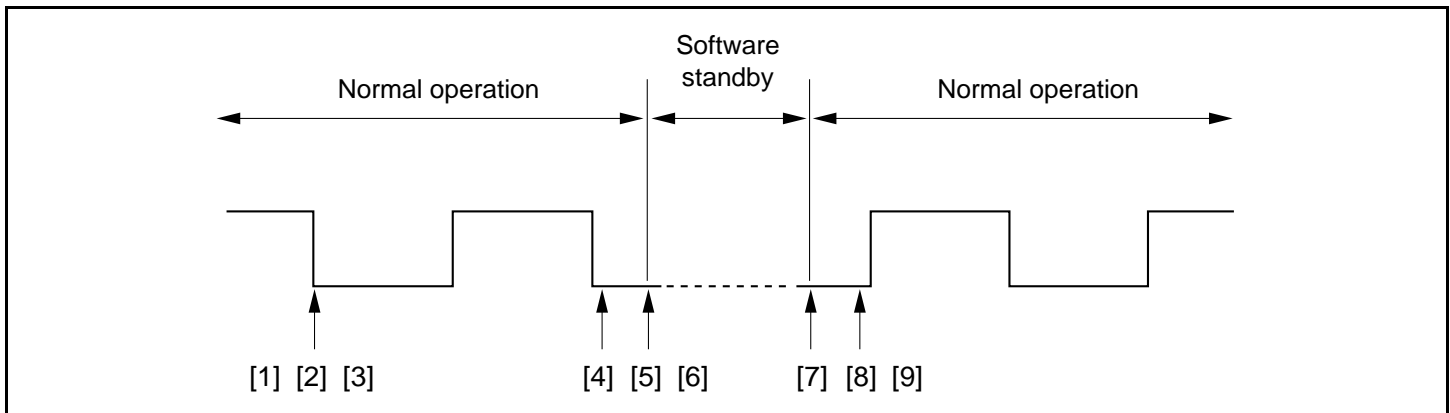 Software
standby
Normal operation
Normal operation
[1] [2] [3]
[4] [5] [6]
[7] [8] [9]